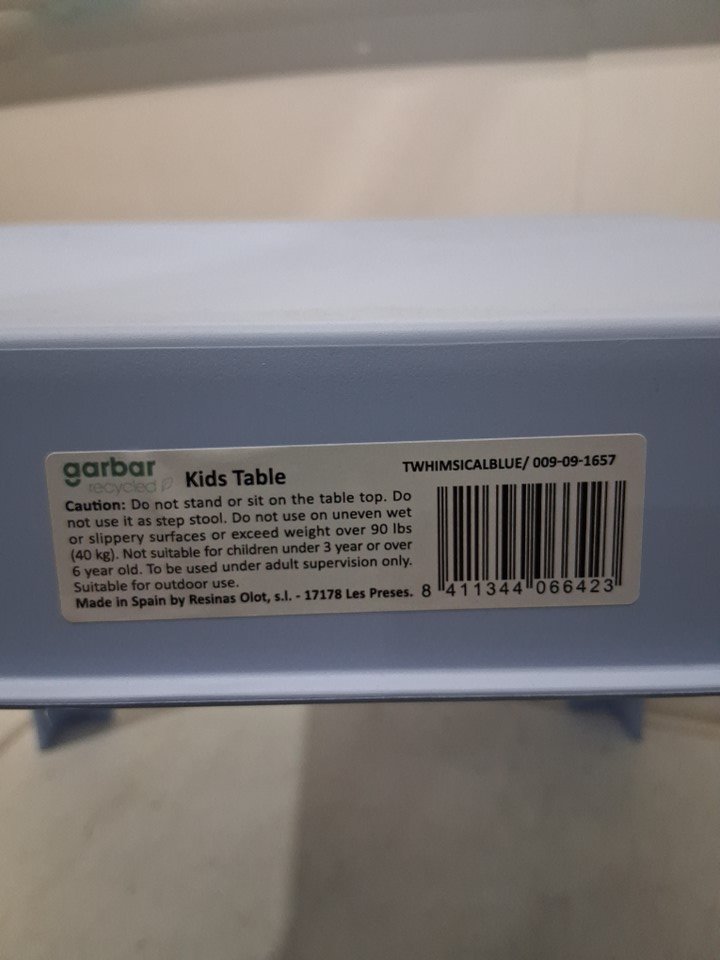 garbar
recycled
Kids Table
TWHIMSICALBLUE/ 009-09-1657
Caution: Do not stand or sit on the table top. Do
not use it as step stool. Do not use on uneven wet
or slippery surfaces or exceed weight over 90 lbs
(40 kg). Not suitable for children under 3 year or over
6 year old. To be used under adult supervision only.
Suitable for outdoor use.
Made in Spain by Resinas Olot, s.l. - 17178 Les Preses.
8 411344 066423